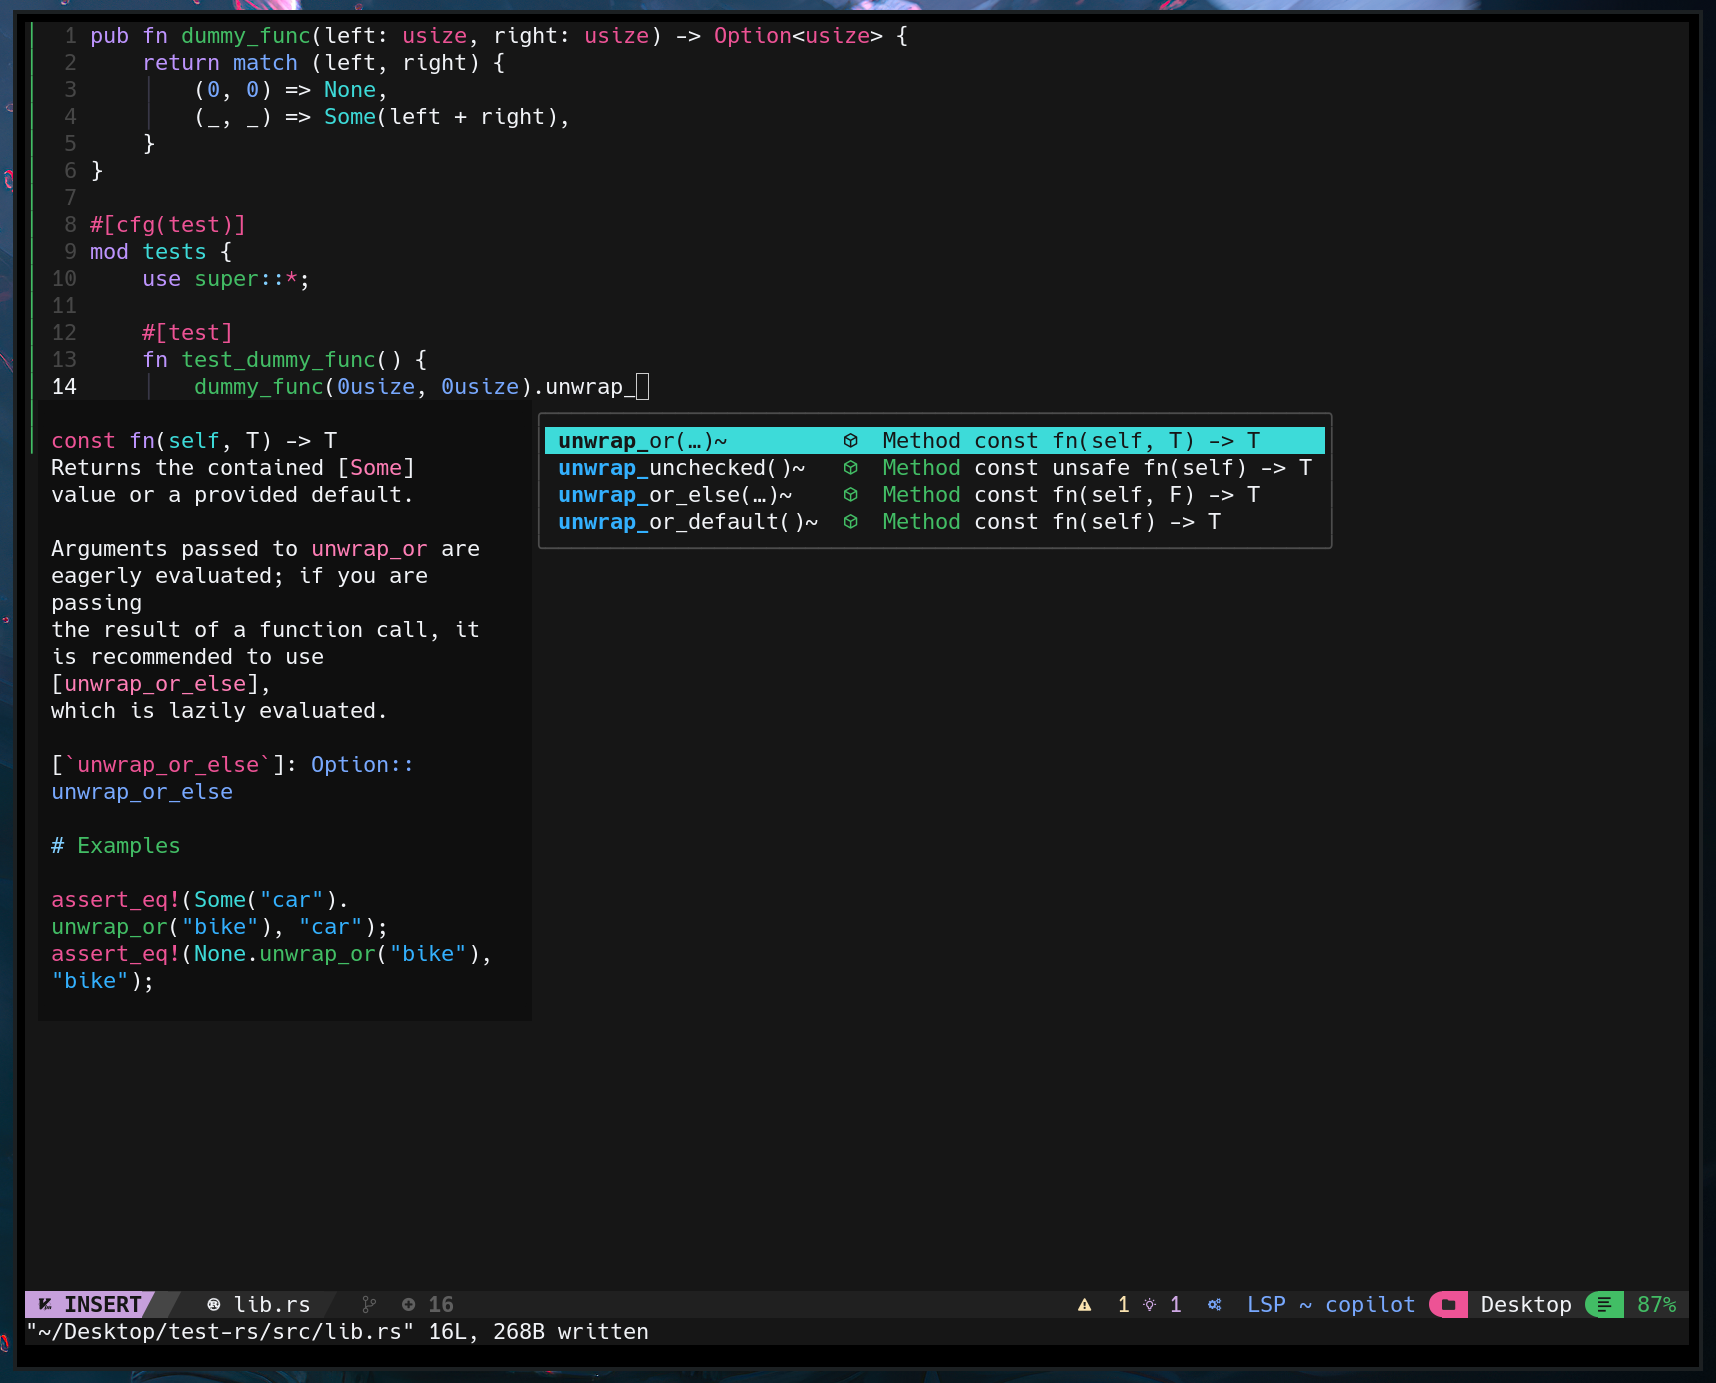 1 pub fn dummy_func(left: usize, right: usize) -> Option<usize> {
2     return match (left, right) {
3         (0, 0) => None,
4         (_, _) => Some(left + right),
5     }
6 }
7
8 #[cfg(test)]
9 mod tests {
10     use super::*;
11
12     #[test]
13     fn test_dummy_func() {
14         dummy_func(0usize, 0usize).unwrap_
const fn(self, T) -> T
Returns the contained [Some]
value or a provided default.

Arguments passed to unwrap_or are
eagerly evaluated; if you are
passing
the result of a function call, it
is recommended to use
[unwrap_or_else],
which is lazily evaluated.

[`unwrap_or_else`]: Option::
unwrap_or_else

# Examples

assert_eq!(Some("car").
unwrap_or("bike"), "car");
assert_eq!(None.unwrap_or("bike"),
"bike");
unwrap_or(…)~ Method const fn(self, T) -> T
unwrap_unchecked()~ Method const unsafe fn(self) -> T
unwrap_or_else(…)~ Method const fn(self, F) -> T
unwrap_or_default()~ Method const fn(self) -> T
INSERT lib.rs 16 1 1 LSP ~ copilot Desktop 87%
"~/Desktop/test-rs/src/lib.rs" 16L, 268B written